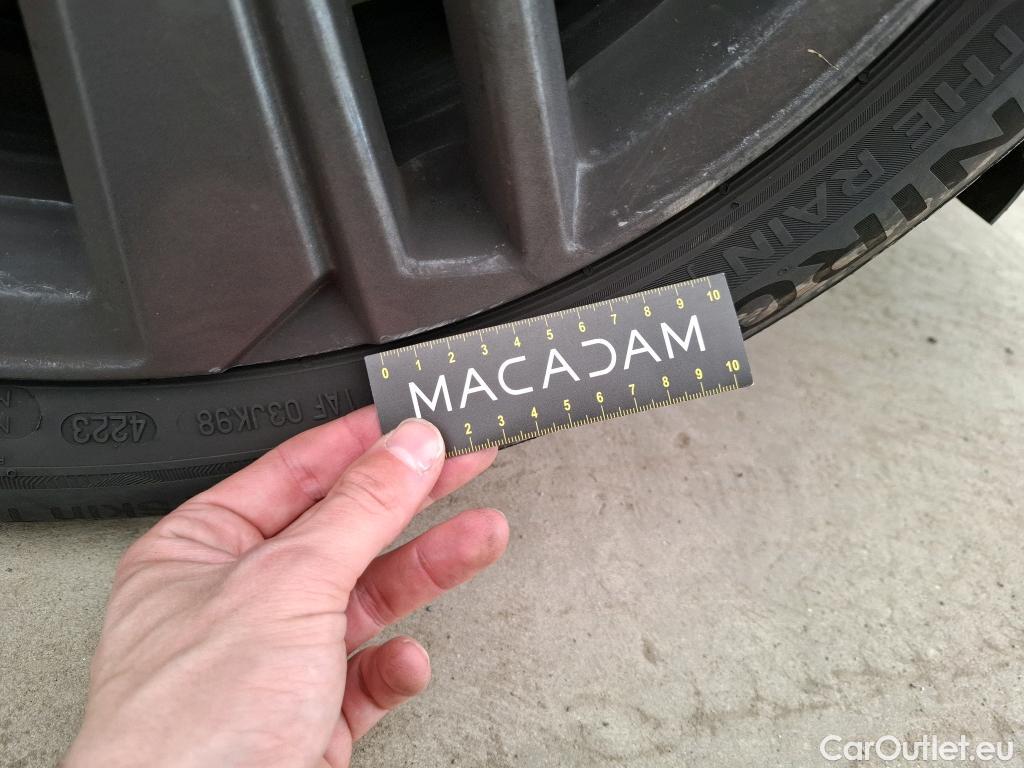 THE RAIN
0 1 2 3 4 5 6 7 8 9 10
MACADAM
2 3 4 5 6 7 8 9 10
4223
1AF 03JK98
CarOutlet.eu